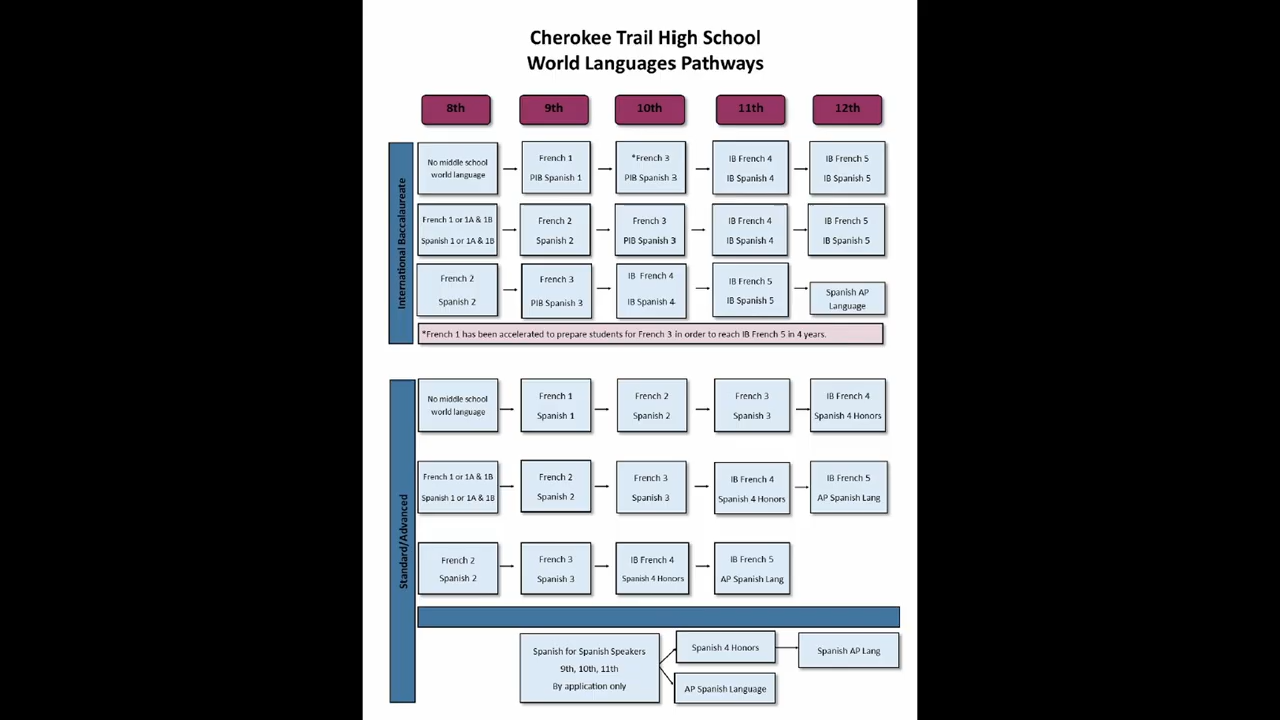 Cherokee Trail High School
World Languages Pathways
8th
9th
10th
11th
12th
International Baccalaureate
No middle school
world language
French 1
PIB Spanish 1
*French 3
PIB Spanish 3
IB French 4
IB Spanish 4
IB French 5
IB Spanish 5
French 1 or 1A & 1B
Spanish 1 or 1A & 1B
French 2
Spanish 2
French 3
PIB Spanish 3
IB French 4
IB Spanish 4
IB French 5
IB Spanish 5
French 2
Spanish 2
French 3
PIB Spanish 3
IB French 4
IB Spanish 4
IB French 5
IB Spanish 5
Spanish AP
Language
*French 1 has been accelerated to prepare students for French 3 in order to reach IB French 5 in 4 years.
Standard/Advanced
No middle school
world language
French 1
Spanish 1
French 2
Spanish 2
French 3
Spanish 3
IB French 4
Spanish 4 Honors
French 1 or 1A & 1B
Spanish 1 or 1A & 1B
French 2
Spanish 2
French 3
Spanish 3
IB French 4
Spanish 4 Honors
IB French 5
AP Spanish Lang
French 2
Spanish 2
French 3
Spanish 3
IB French 4
Spanish 4 Honors
IB French 5
AP Spanish Lang
Spanish for Spanish Speakers
9th, 10th, 11th
By application only
Spanish 4 Honors
Spanish AP Lang
AP Spanish Language